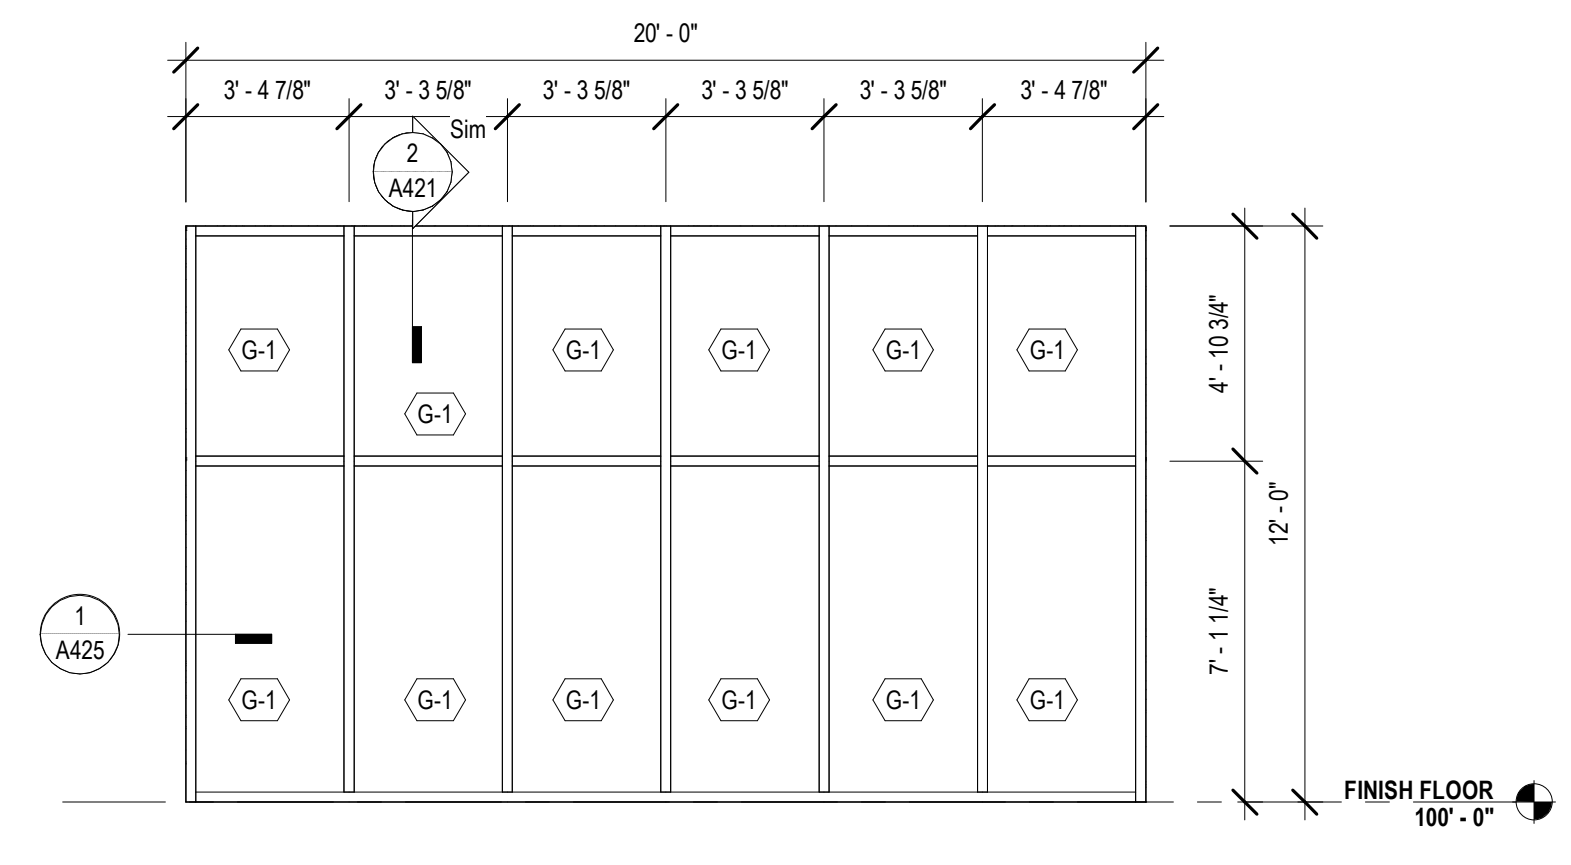 20' - 0"
3' - 4 7/8"
3' - 3 5/8"
3' - 3 5/8"
3' - 3 5/8"
3' - 3 5/8"
3' - 4 7/8"
Sim
2
A421
G-1
G-1
G-1
G-1
G-1
G-1
4' - 10 3/4"
12' - 0"
7' - 1 1/4"
1
A425
G-1
G-1
G-1
G-1
G-1
G-1
FINISH FLOOR
100' - 0"